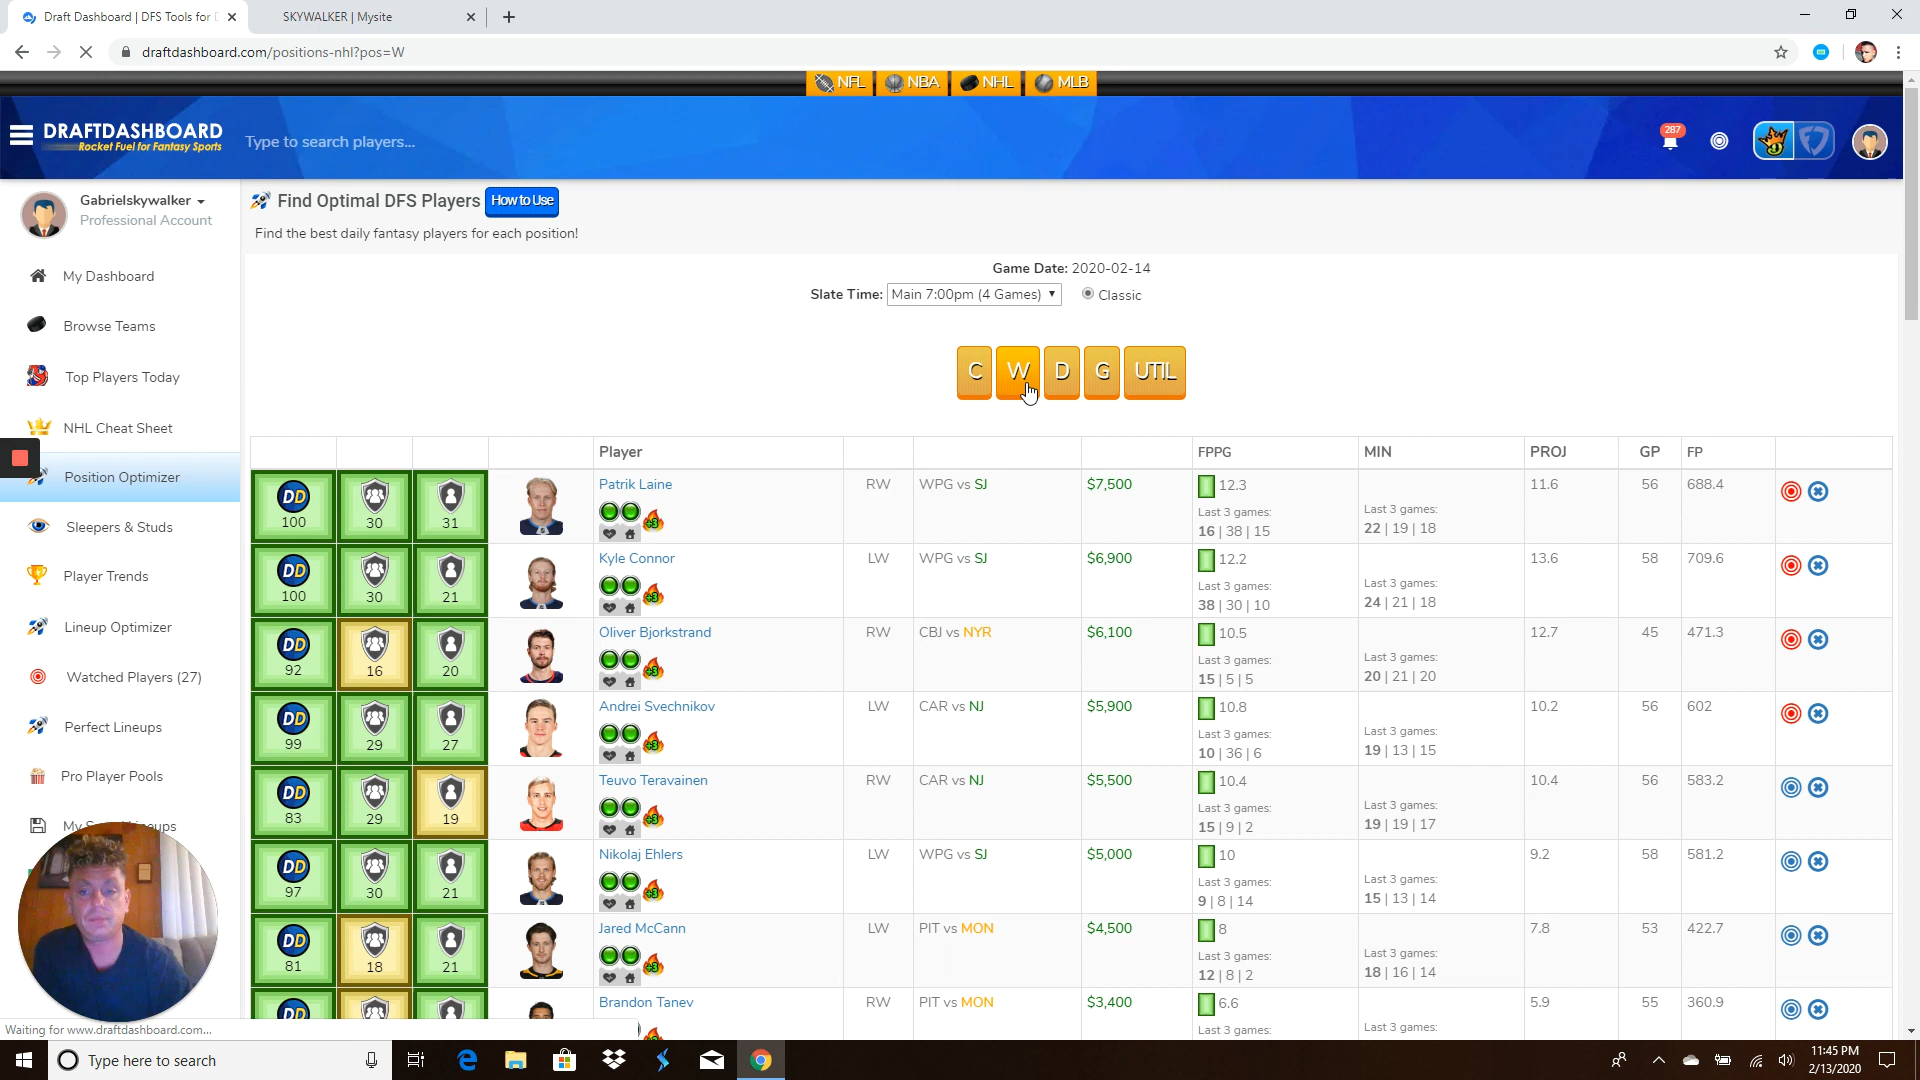 Draft Dashboard | DFS Tools for D
SKYWALKER | Mysite
draftdashboard.com/positions-nhl?pos=W
NFL NBA NHL MLB
DRAFTDASHBOARD
Rocket Fuel for Fantasy Sports
Type to search players...
287
Gabrielskywalker
Professional Account
Find Optimal DFS Players How to Use
Find the best daily fantasy players for each position!
Game Date: 2020-02-14
Slate Time: Main 7:00pm (4 Games) Classic
C W D G UTIL
My Dashboard
Browse Teams
Top Players Today
NHL Cheat Sheet
Position Optimizer
Sleepers & Studs
Player Trends
Lineup Optimizer
Watched Players (27)
Perfect Lineups
Pro Player Pools
Player FPPG MIN PROJ GP FP
DD 100 30 31 Patrik Laine RW WPG vs SJ $7,500 12.3 11.6 56 688.4
+3 Last 3 games: Last 3 games:
16 | 38 | 15 22 | 19 | 18
DD 100 30 21 Kyle Connor LW WPG vs SJ $6,900 12.2 13.6 58 709.6
+3 Last 3 games: Last 3 games:
38 | 30 | 10 24 | 21 | 18
DD 92 16 20 Oliver Bjorkstrand RW CBJ vs NYR $6,100 10.5 12.7 45 471.3
+3 Last 3 games: Last 3 games:
15 | 5 | 5 20 | 21 | 20
DD 99 29 27 Andrei Svechnikov LW CAR vs NJ $5,900 10.8 10.2 56 602
+3 Last 3 games: Last 3 games:
10 | 36 | 6 19 | 13 | 15
DD 83 29 19 Teuvo Teravainen RW CAR vs NJ $5,500 10.4 10.4 56 583.2
+3 Last 3 games: Last 3 games:
15 | 9 | 2 19 | 19 | 17
DD 97 30 21 Nikolaj Ehlers LW WPG vs SJ $5,000 10 9.2 58 581.2
+3 Last 3 games: Last 3 games:
9 | 8 | 14 15 | 13 | 14
DD 81 18 21 Jared McCann LW PIT vs MON $4,500 8 7.8 53 422.7
+3 Last 3 games: Last 3 games:
12 | 8 | 2 18 | 16 | 14
DD Brandon Tanev RW PIT vs MON $3,400 6.6 5.9 55 360.9
Last 3 games: Last 3 games:
Waiting for www.draftdashboard.com...
Type here to search
11:45 PM
2/13/2020